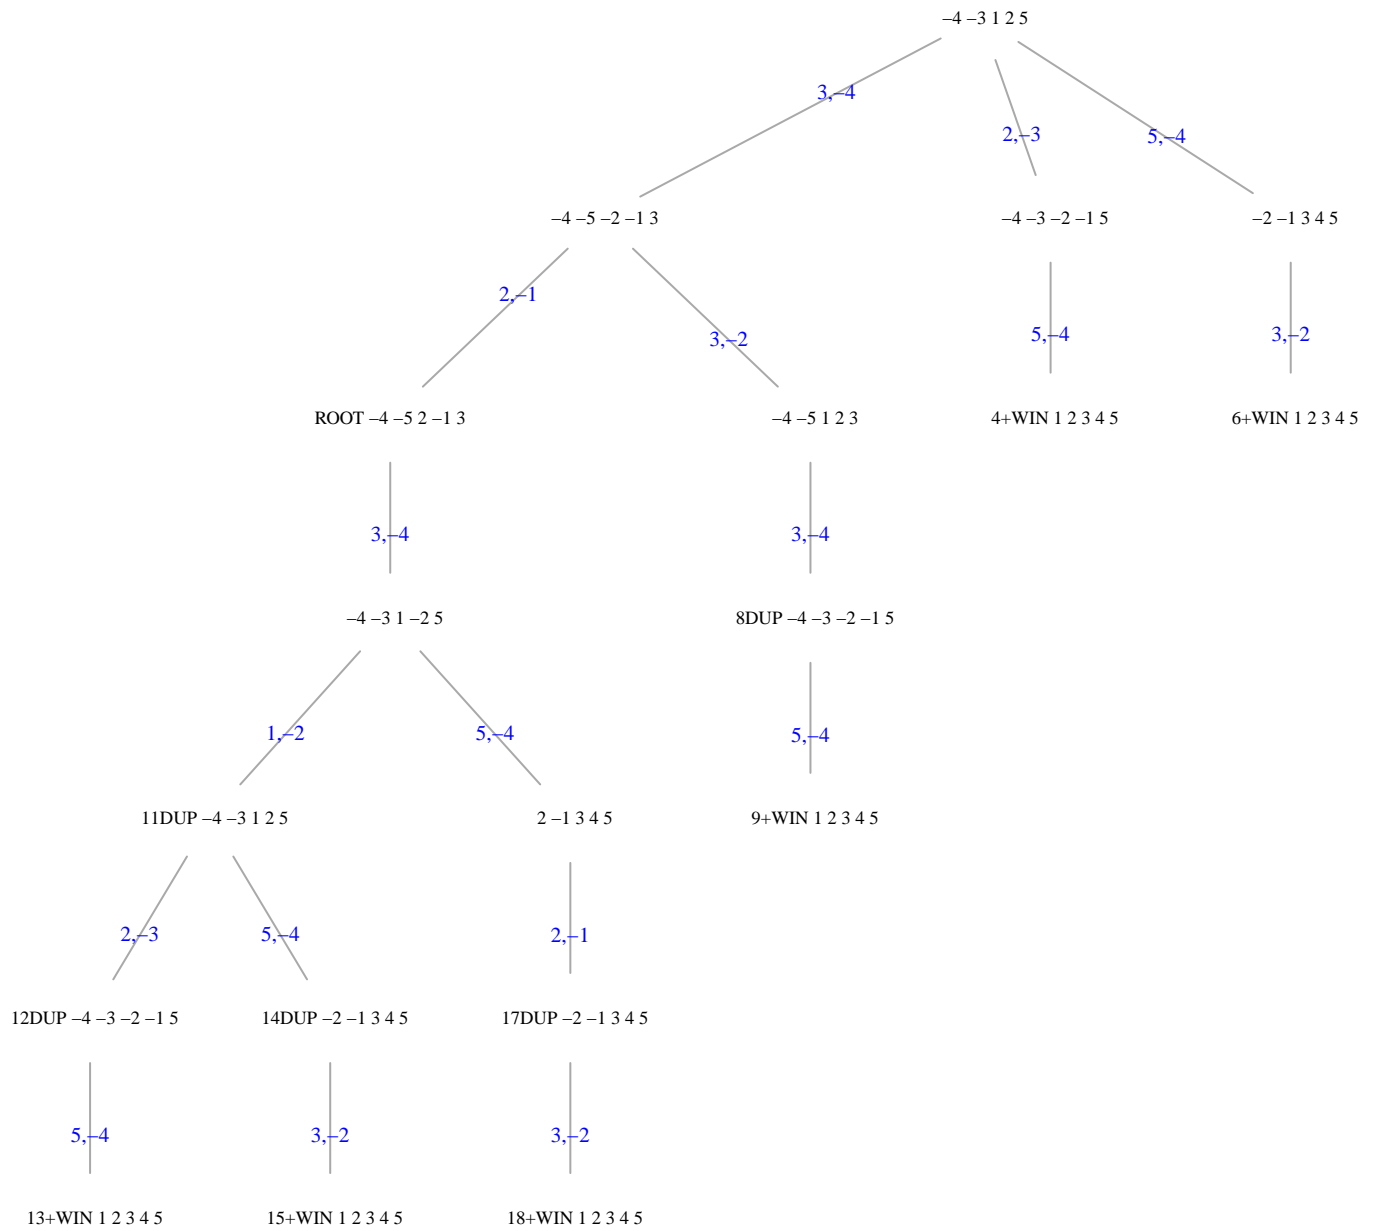 –4 –3 1 2 5
3,–4
2,–3
5,–4
–4 –5 –2 –1 3
–4 –3 –2 –1 5
–2 –1 3 4 5
2,–1
3,–2
5,–4
3,–2
ROOT –4 –5 2 –1 3
–4 –5 1 2 3
4+WIN 1 2 3 4 5
6+WIN 1 2 3 4 5
3,–4
3,–4
–4 –3 1 –2 5
8DUP –4 –3 –2 –1 5
1,–2
5,–4
5,–4
11DUP –4 –3 1 2 5
2 –1 3 4 5
9+WIN 1 2 3 4 5
2,–3
5,–4
2,–1
12DUP –4 –3 –2 –1 5
14DUP –2 –1 3 4 5
17DUP –2 –1 3 4 5
5,–4
3,–2
3,–2
13+WIN 1 2 3 4 5
15+WIN 1 2 3 4 5
18+WIN 1 2 3 4 5